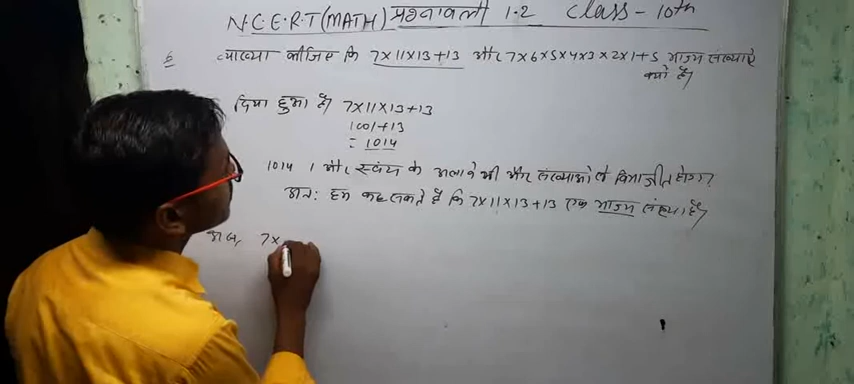 N.C.E.R.T (MATH) प्रश्नावली 1.2 Class - 10th
6 व्याख्या कीजिए कि 7×11×13+13 और 7×6×5×4×3×2×1+5 भाज्य संख्याएँ
क्यों है।
दिया हुआ है। 7×11×13+13
1001+13
= 1014
1014 1 और स्वंय के अलावे भी और संख्याओं से विभाजीत होगा।
अतः हम कह सकते है कि 7×11×13+13 एक भाज्य संख्या है।
अब, 7×